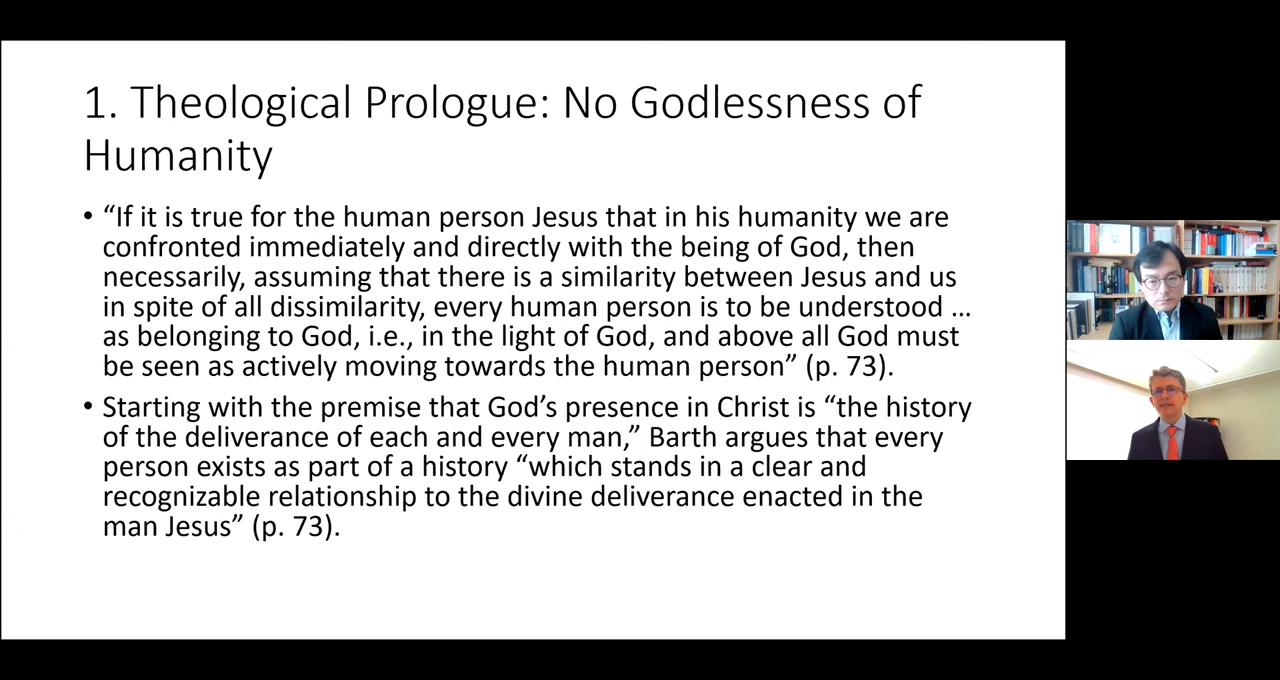 1. Theological Prologue: No Godlessness of
Humanity
• “If it is true for the human person Jesus that in his humanity we are
confronted immediately and directly with the being of God, then
necessarily, assuming that there is a similarity between Jesus and us
in spite of all dissimilarity, every human person is to be understood …
as belonging to God, i.e., in the light of God, and above all God must
be seen as actively moving towards the human person” (p. 73).
• Starting with the premise that God’s presence in Christ is “the history
of the deliverance of each and every man,” Barth argues that every
person exists as part of a history “which stands in a clear and
recognizable relationship to the divine deliverance enacted in the
man Jesus” (p. 73).